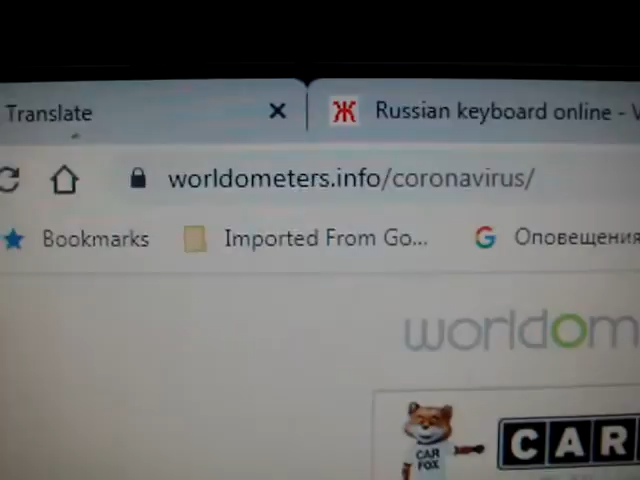 Translate
Ж Russian keyboard online -
worldometers.info/coronavirus/
Bookmarks Imported From Go... G Оповещения
worldom
CAR
FOX
CAR